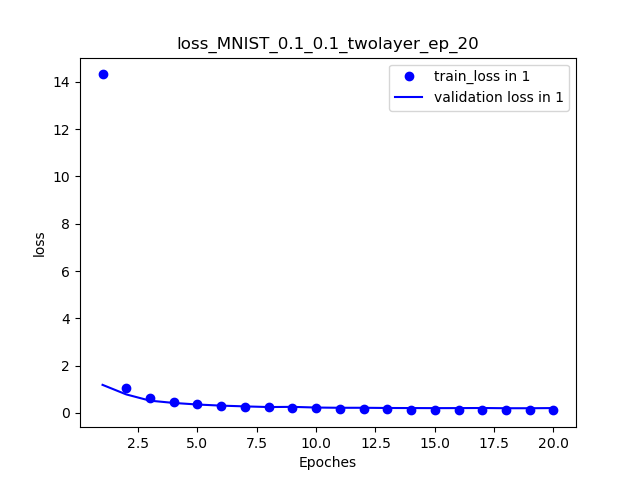 loss_MNIST_0.1_0.1_twolayer_ep_20
train_loss in 1
validation loss in 1
14
12
10
8
6
4
2
0
loss
2.5 5.0 7.5 10.0 12.5 15.0 17.5 20.0
Epoches